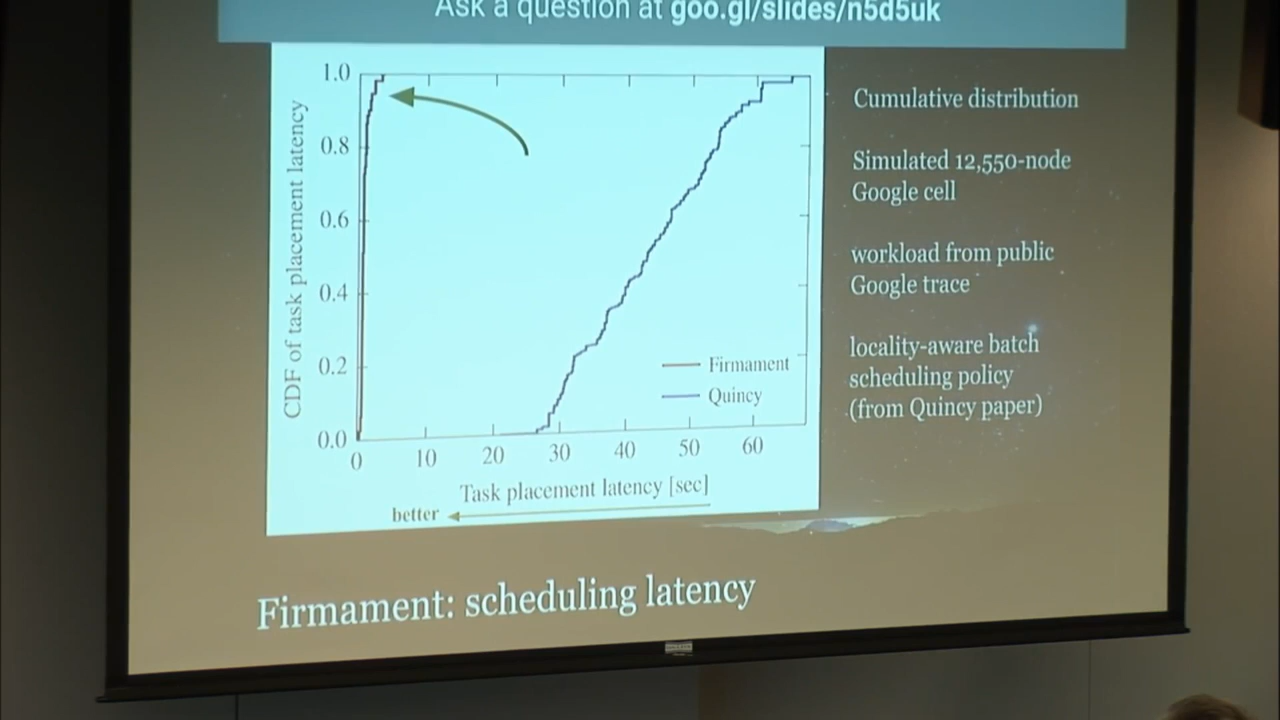 Ask a question at goo.gl/slides/n5d5uk
1.0
0.8
0.6
0.4
0.2
0.0
CDF of task placement latency
0 10 20 30 40 50 60
Task placement latency [sec]
better
Firmament
Quincy
Cumulative distribution
Simulated 12,550-node
Google cell
workload from public
Google trace
locality-aware batch
scheduling policy
(from Quincy paper)
Firmament: scheduling latency